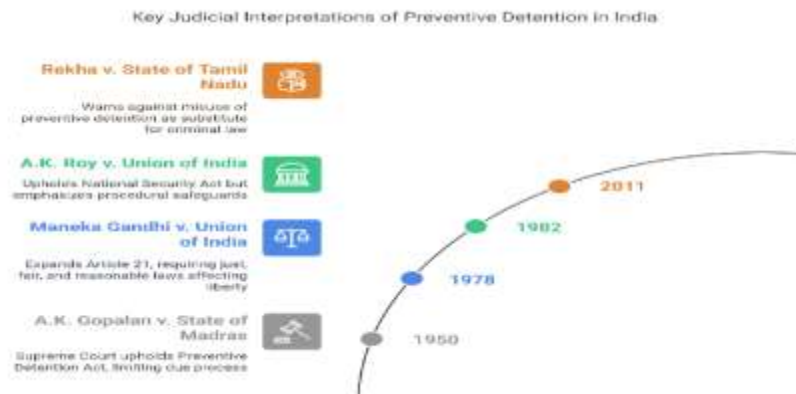 Key Judicial Interpretations of Preventive Detention in India
Rekha v. State of Tamil
Nadu
Warns against misuse of
preventive detention as substitute
for criminal law
2011
A.K. Roy v. Union of India
Upholds National Security Act but
emphasizes procedural safeguards
1982
Maneka Gandhi v. Union
of India
Expands Article 21, requiring just,
fair, and reasonable laws affecting
liberty
1978
A.K. Gopalan v. State of
Madras
Supreme Court upholds Preventive
Detention Act, limiting due process
1950